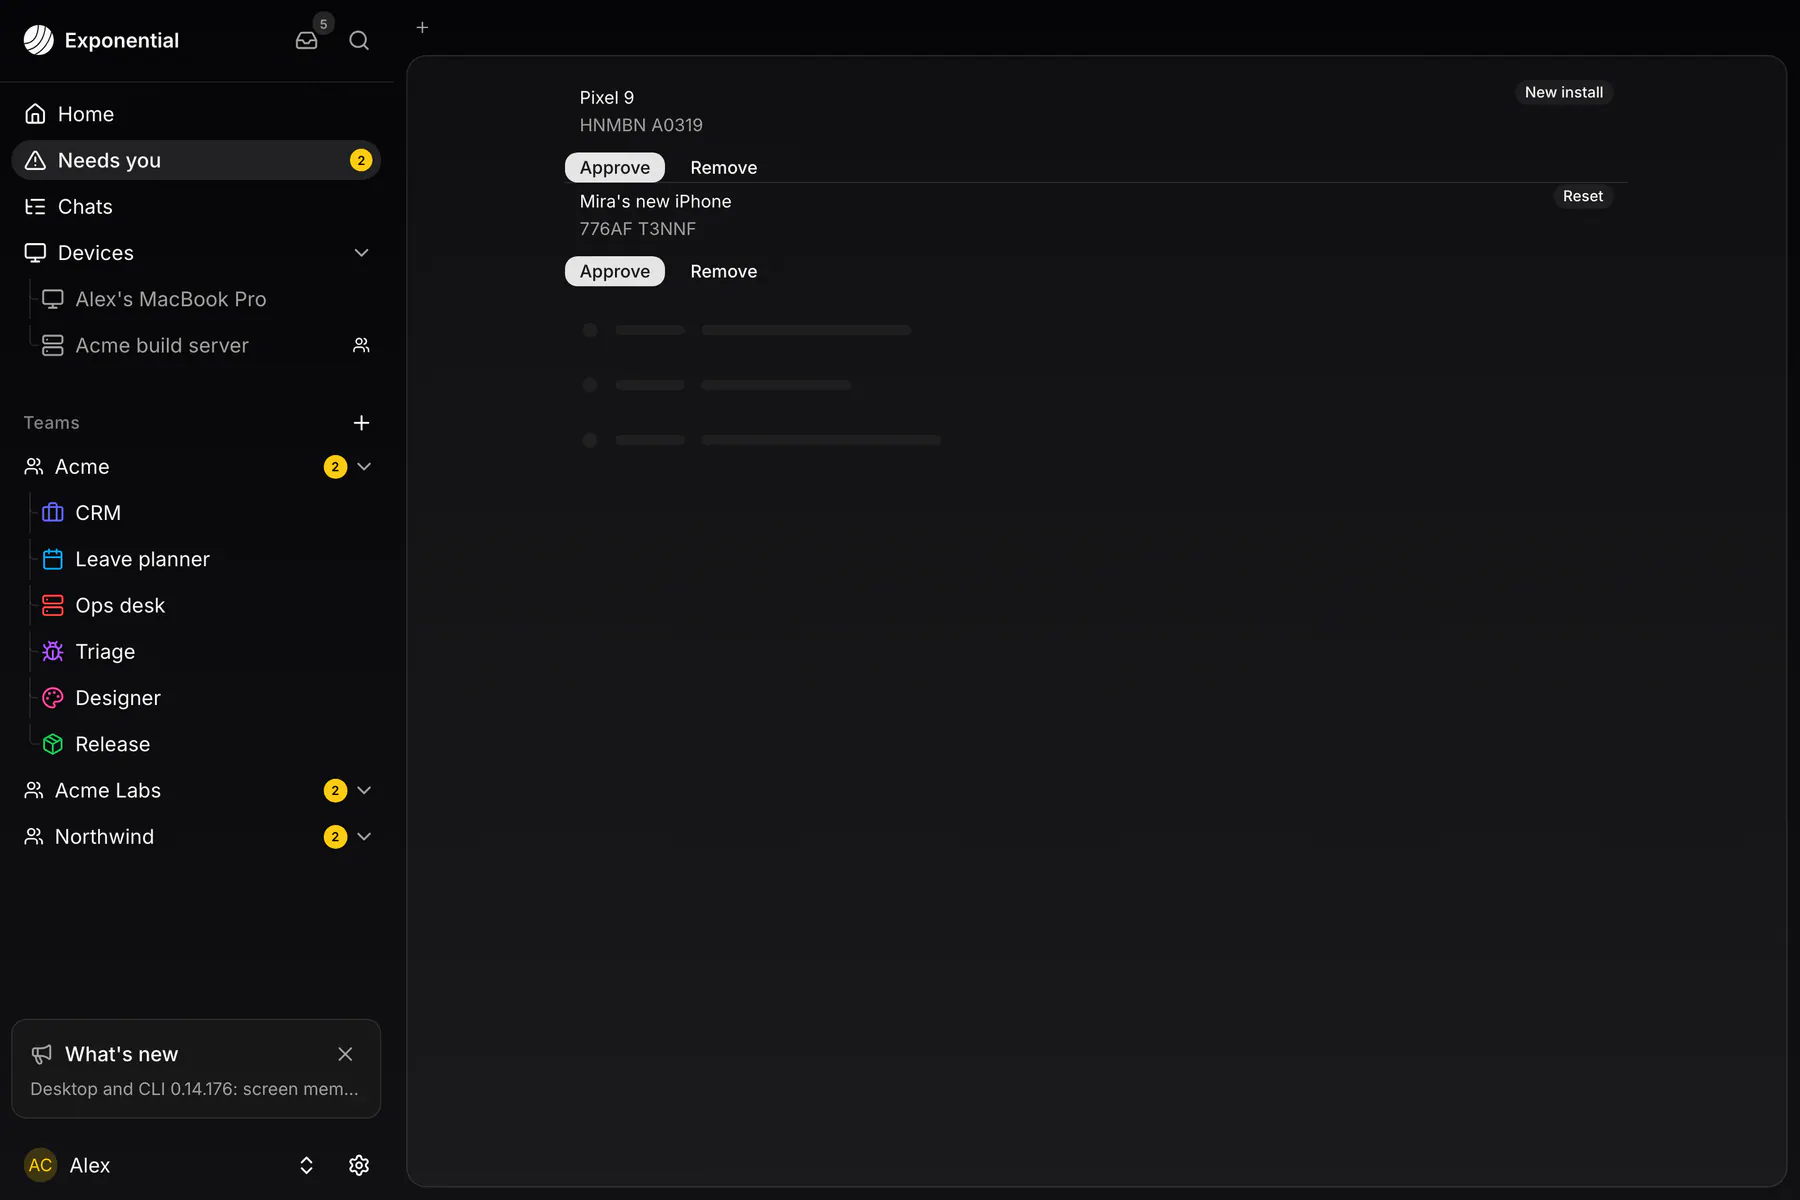 Exponential
5
Home
Needs you
2
Chats
Devices
Alex's MacBook Pro
Acme build server
Teams
Acme
2
CRM
Leave planner
Ops desk
Triage
Designer
Release
Acme Labs
2
Northwind
2
What's new
Desktop and CLI 0.14.176: screen mem...
AC
Alex
Pixel 9
New install
HNMBN A0319
Approve
Remove
Mira's new iPhone
Reset
776AF T3NNF
Approve
Remove